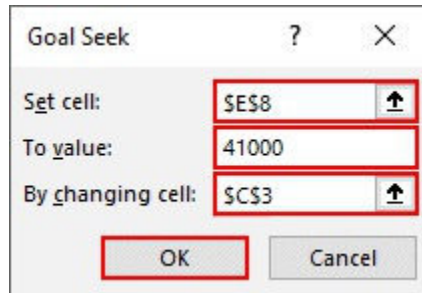 Goal Seek ? ×
Set cell: $E$8
To value: 41000
By changing cell: $C$3
OK Cancel